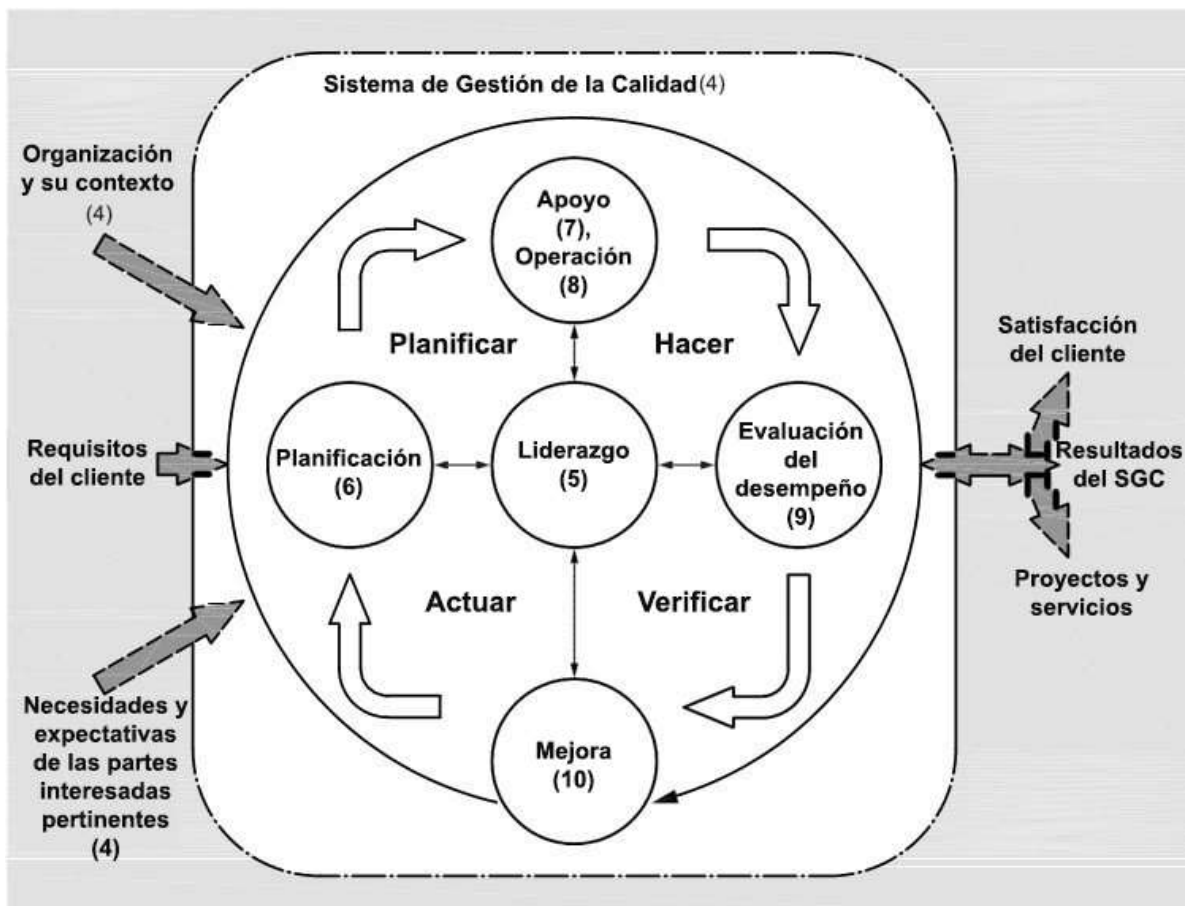 Sistema de Gestión de la Calidad (4)
Organización
y su contexto
(4)
Apoyo
(7),
Operación
(8)
Planificar
Hacer
Satisfacción
del cliente
Requisitos
del cliente
Planificación
(6)
Liderazgo
(5)
Evaluación
del
desempeño
(9)
Resultados
del SGC
Actuar
Verificar
Proyectos y
servicios
Necesidades y
expectativas
de las partes
interesadas
pertinentes
(4)
Mejora
(10)